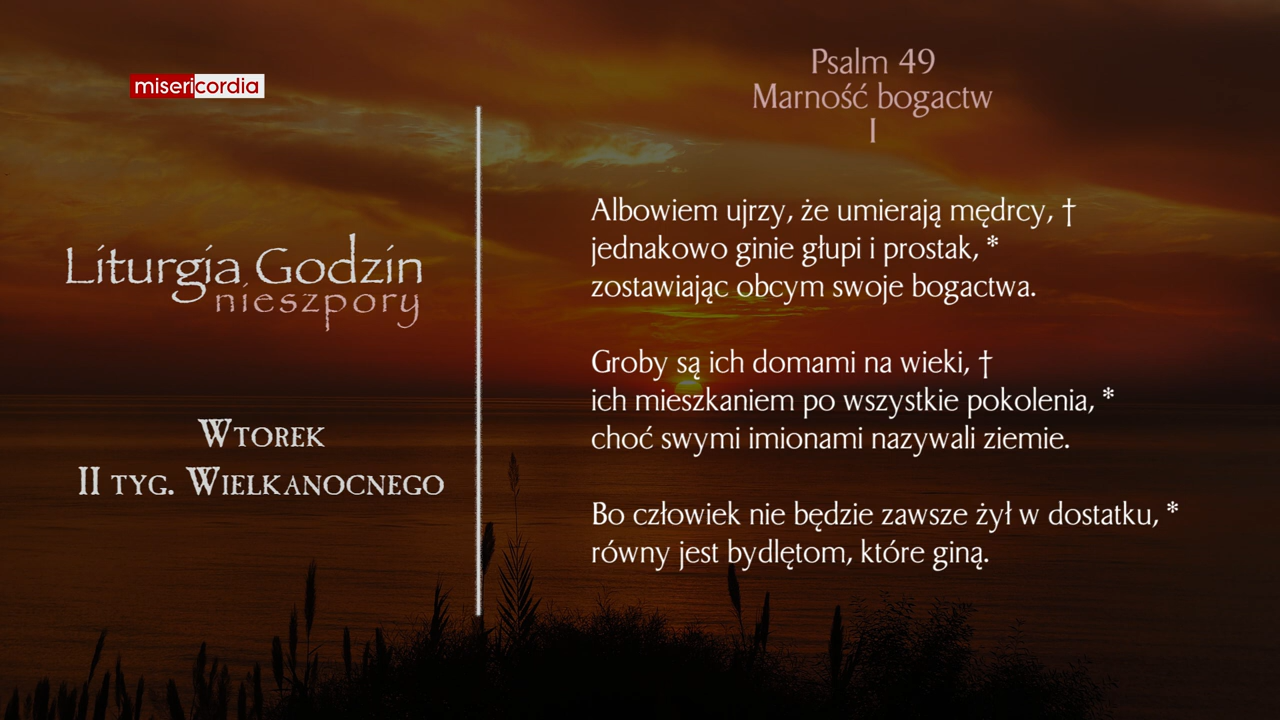 misericordia
Liturgia Godzin
nieszpory
Wtorek
II tyg. Wielkanocnego
Psalm 49
Marność bogactw
I
Albowiem ujrzy, że umierają mędrcy, †
jednakowo ginie głupi i prostak, *
zostawiając obcym swoje bogactwa.
Groby są ich domami na wieki, †
ich mieszkaniem po wszystkie pokolenia, *
choć swymi imionami nazywali ziemie.
Bo człowiek nie będzie zawsze żył w dostatku, *
równy jest bydlętom, które giną.